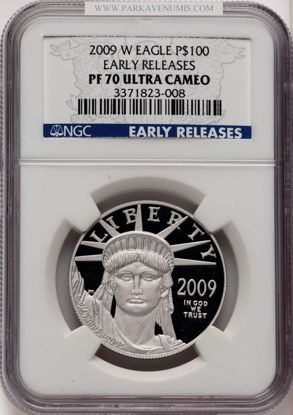 WWW.PARKAVENUMIS.COM
2009 W EAGLE P$100
EARLY RELEASES
PF 70 ULTRA CAMEO
3371823-008
NGC
EARLY RELEASES
LIBERTY
2009
IN GOD
WE
TRUST